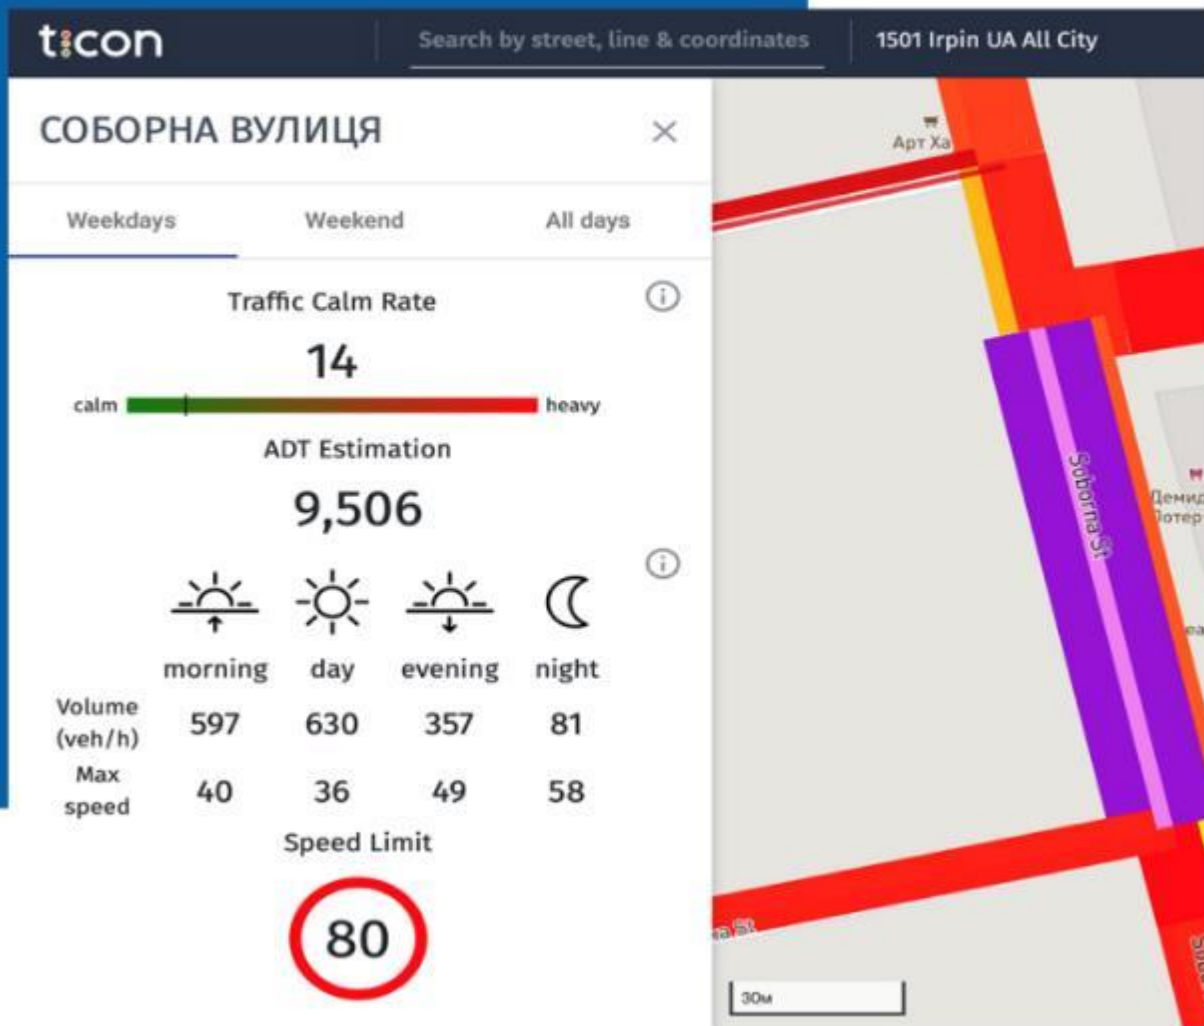 ticon
Search by street, line & coordinates
1501 Irpin UA All City
СОБОРНА ВУЛИЦЯ
Weekdays Weekend All days
Traffic Calm Rate
14
calm heavy
ADT Estimation
9,506
morning day evening night
Volume (veh/h) 597 630 357 81
Max speed 40 36 49 58
Speed Limit
80
Арт Ха
Soborna St
Демид
Лотер
30м